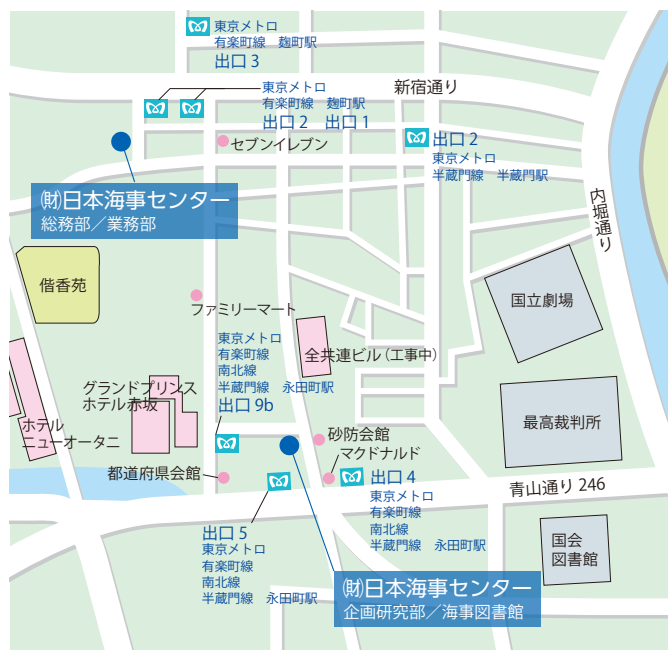 東京メトロ
有楽町線 麹町駅
出口 3
新宿通り
東京メトロ
有楽町線 麹町駅
出口 2 出口 1
セブンイレブン
出口 2
東京メトロ
半蔵門線 半蔵門駅
㈶日本海事センター
総務部／業務部
内堀通り
偕香苑
国立劇場
ファミリーマート
東京メトロ
有楽町線
南北線
半蔵門線 永田町駅
出口 9b
全共連ビル（工事中）
グランドプリンス
ホテル赤坂
ホテル
ニューオータニ
最高裁判所
砂防会館
マクドナルド
都道府県会館
出口 4
東京メトロ
有楽町線
南北線
半蔵門線 永田町駅
青山通り 246
出口 5
東京メトロ
有楽町線
南北線
半蔵門線 永田町駅
国会
図書館
㈶日本海事センター
企画研究部／海事図書館